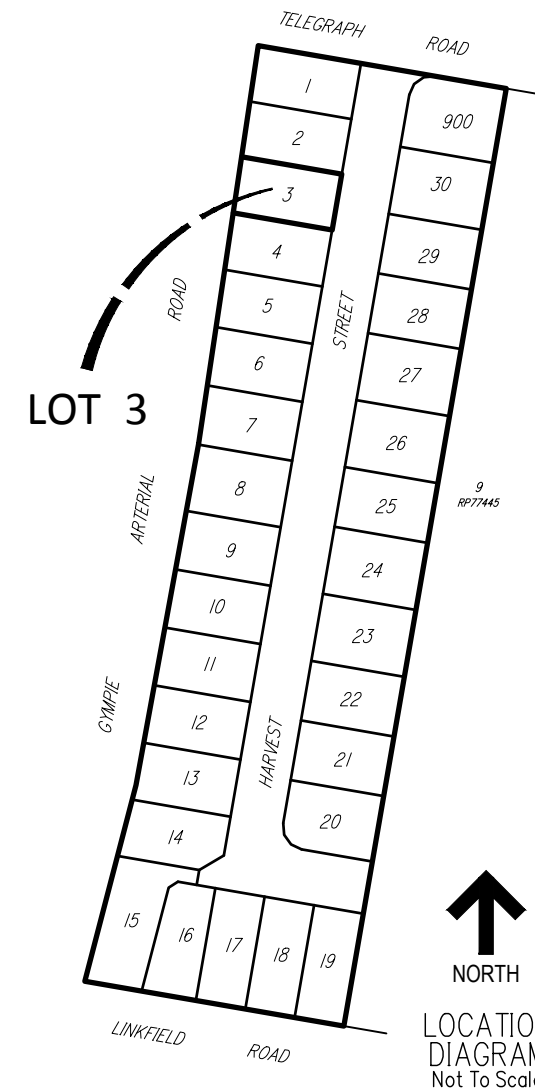 TELEGRAPH ROAD
1
900
2
30
3
4
29
ROAD
5
STREET
28
6
27
LOT 3
7
26
8
ARTERIAL
25
9
RP77445
9
24
10
23
11
GYMPIE
22
12
HARVEST
21
13
20
14
15
16
17
18
19
NORTH
LINKFIELD ROAD
LOCATIO
DIAGRAM
Not To Scale